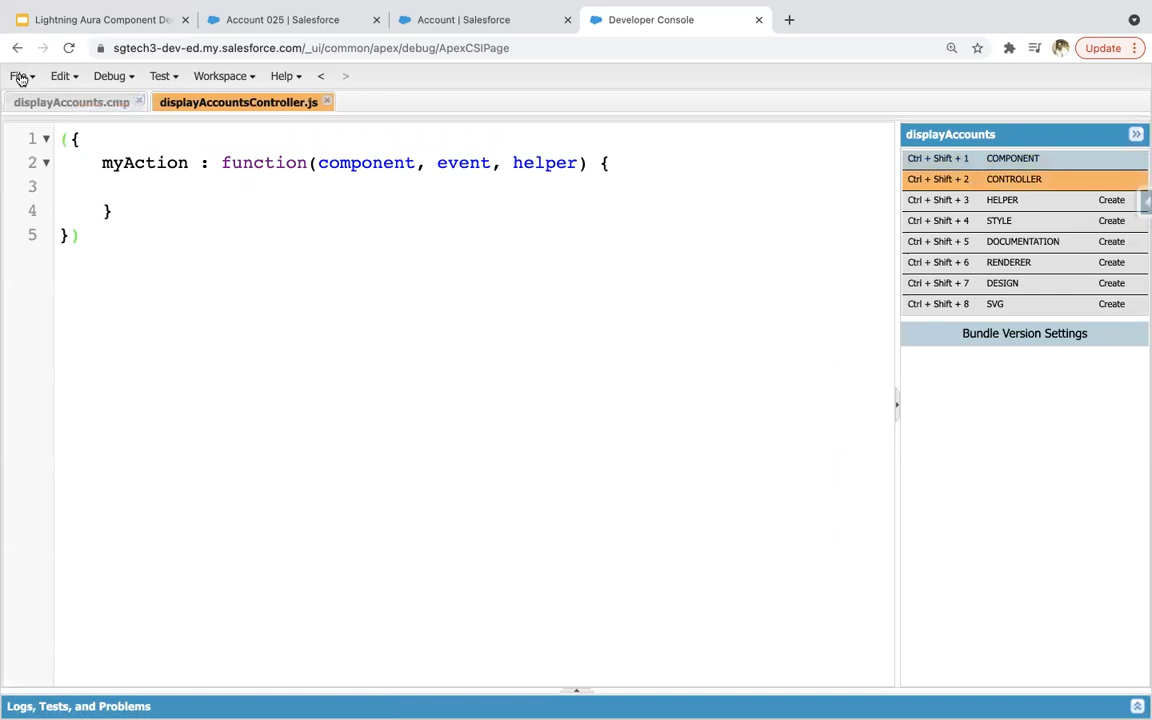 Lightning Aura Component De
Account 025 | Salesforce
Account | Salesforce
Developer Console
sgtech3-dev-ed.my.salesforce.com/_ui/common/apex/debug/ApexCSIPage
Update
File Edit Debug Test Workspace Help < >
displayAccounts.cmp
displayAccountsController.js
1 ({
2 myAction : function(component, event, helper) {
3
4 }
5 })
displayAccounts
Ctrl + Shift + 1 COMPONENT
Ctrl + Shift + 2 CONTROLLER
Ctrl + Shift + 3 HELPER Create
Ctrl + Shift + 4 STYLE Create
Ctrl + Shift + 5 DOCUMENTATION Create
Ctrl + Shift + 6 RENDERER Create
Ctrl + Shift + 7 DESIGN Create
Ctrl + Shift + 8 SVG Create
Bundle Version Settings
Logs, Tests, and Problems